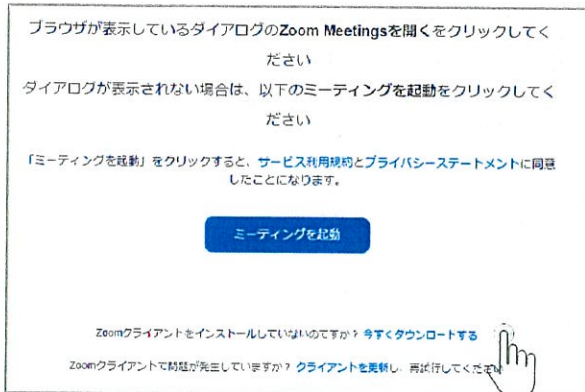 ブラウザが表示しているダイアログのZoom Meetingsを開くをクリックしてく
ださい
ダイアログが表示されない場合は、以下のミーティングを起動をクリックしてく
ださい
「ミーティングを起動」をクリックすると、サービス利用規約とプライバシーステートメントに同意
したことになります。
ミーティングを起動
Zoomクライアントをインストールしていないのですか？今すぐダウンロードする
Zoomクライアントで問題が発生していますか？クライアントを更新し、再試行してください